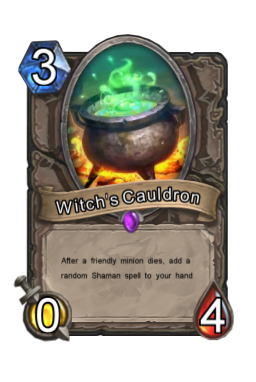 3
Witch's Cauldron
After a friendly minion dies, add a
random Shaman spell to your hand
0
4